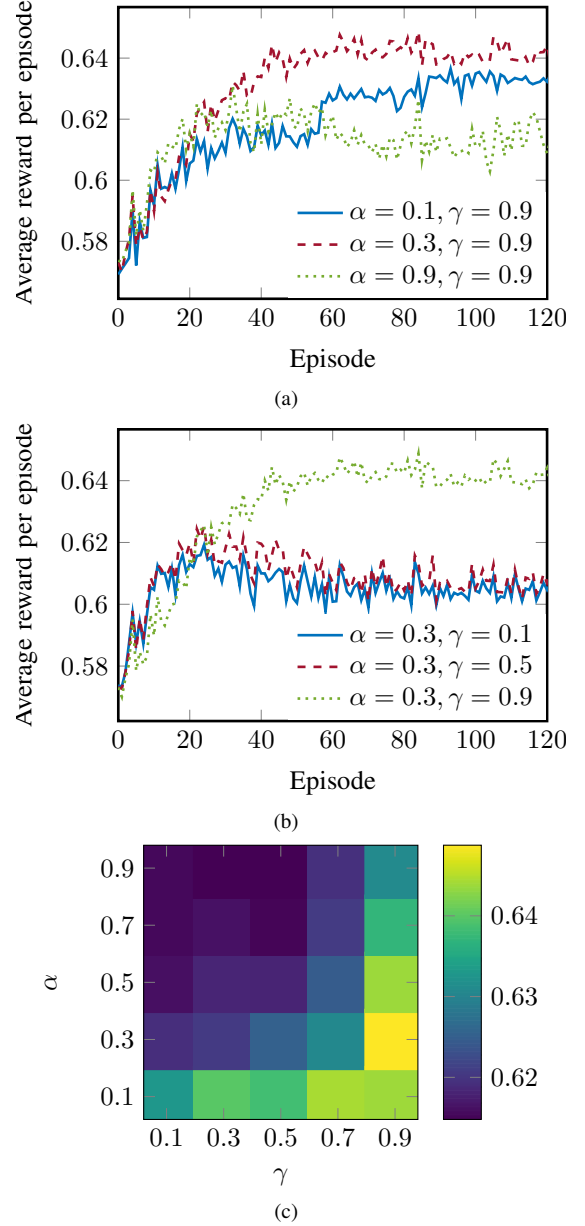 Average reward per episode
0.64
0.62
0.6
0.58
α = 0.1, γ = 0.9
α = 0.3, γ = 0.9
α = 0.9, γ = 0.9
0 20 40 60 80 100 120
Episode
(a)
Average reward per episode
0.64
0.62
0.6
0.58
α = 0.3, γ = 0.1
α = 0.3, γ = 0.5
α = 0.3, γ = 0.9
0 20 40 60 80 100 120
Episode
(b)
α
0.9
0.7
0.5
0.3
0.1
0.1 0.3 0.5 0.7 0.9
γ
0.64
0.63
0.62
(c)